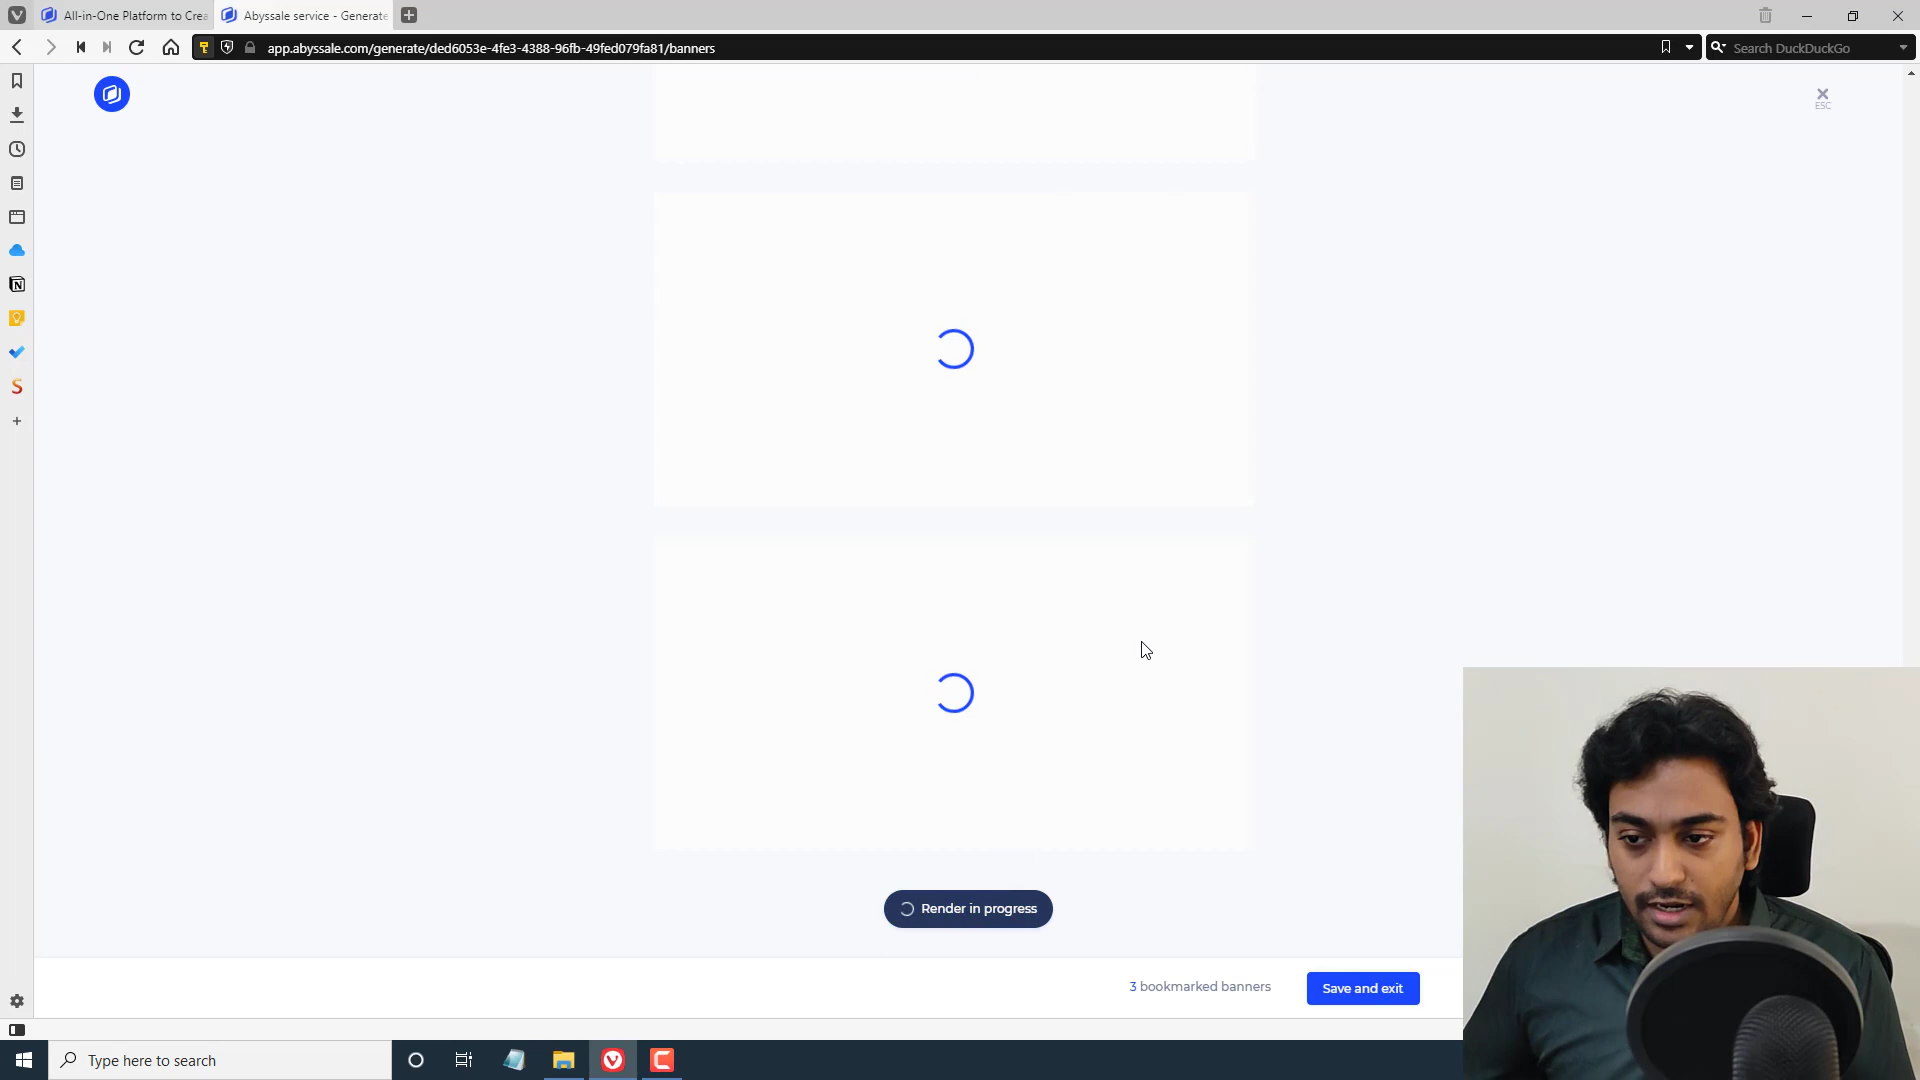 All-in-One Platform to Crea
Abyssale service - Generate
app.abyssale.com/generate/ded6053e-4fe3-4388-96fb-49fed079fa81/banners
Search DuckDuckGo
ESC
Render in progress
3 bookmarked banners
Save and exit
Type here to search